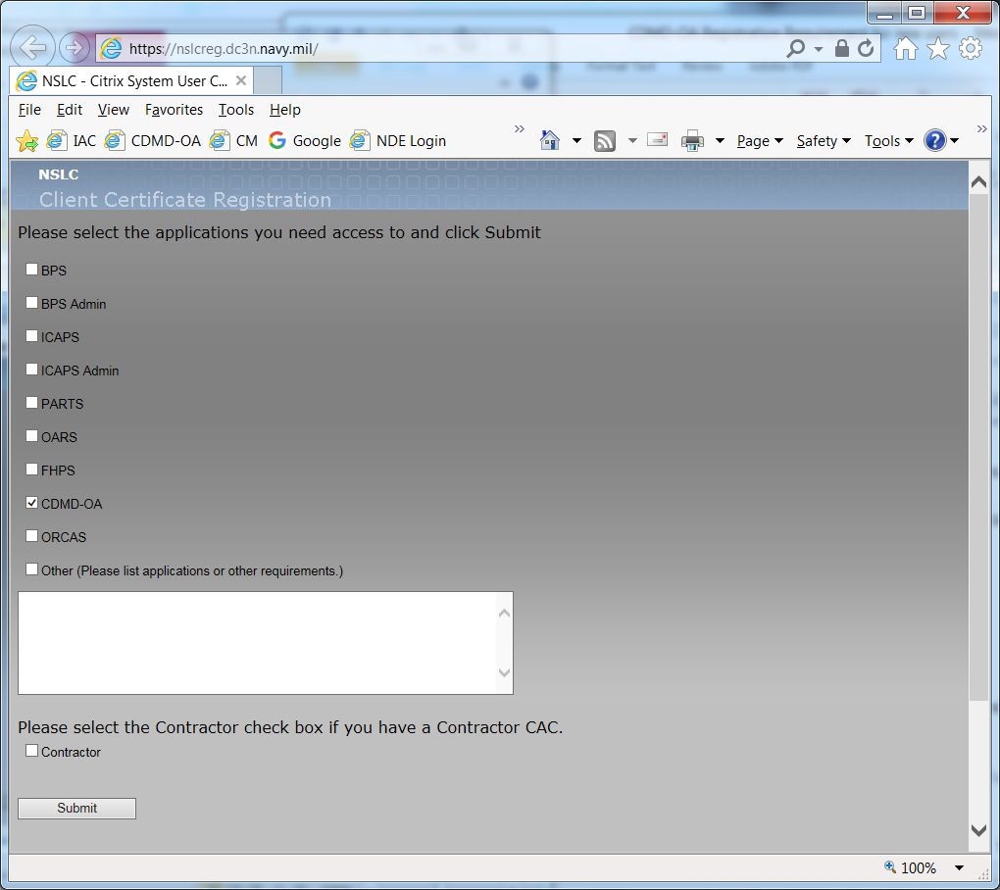 https://nslcreg.dc3n.navy.mil/
NSLC - Citrix System User C...
File Edit View Favorites Tools Help
IAC CDMD-OA CM Google NDE Login » Page Safety Tools »
NSLC
Client Certificate Registration
Please select the applications you need access to and click Submit
BPS
BPS Admin
ICAPS
ICAPS Admin
PARTS
OARS
FHPS
CDMD-OA
ORCAS
Other (Please list applications or other requirements.)
Please select the Contractor check box if you have a Contractor CAC.
Contractor
Submit
100%